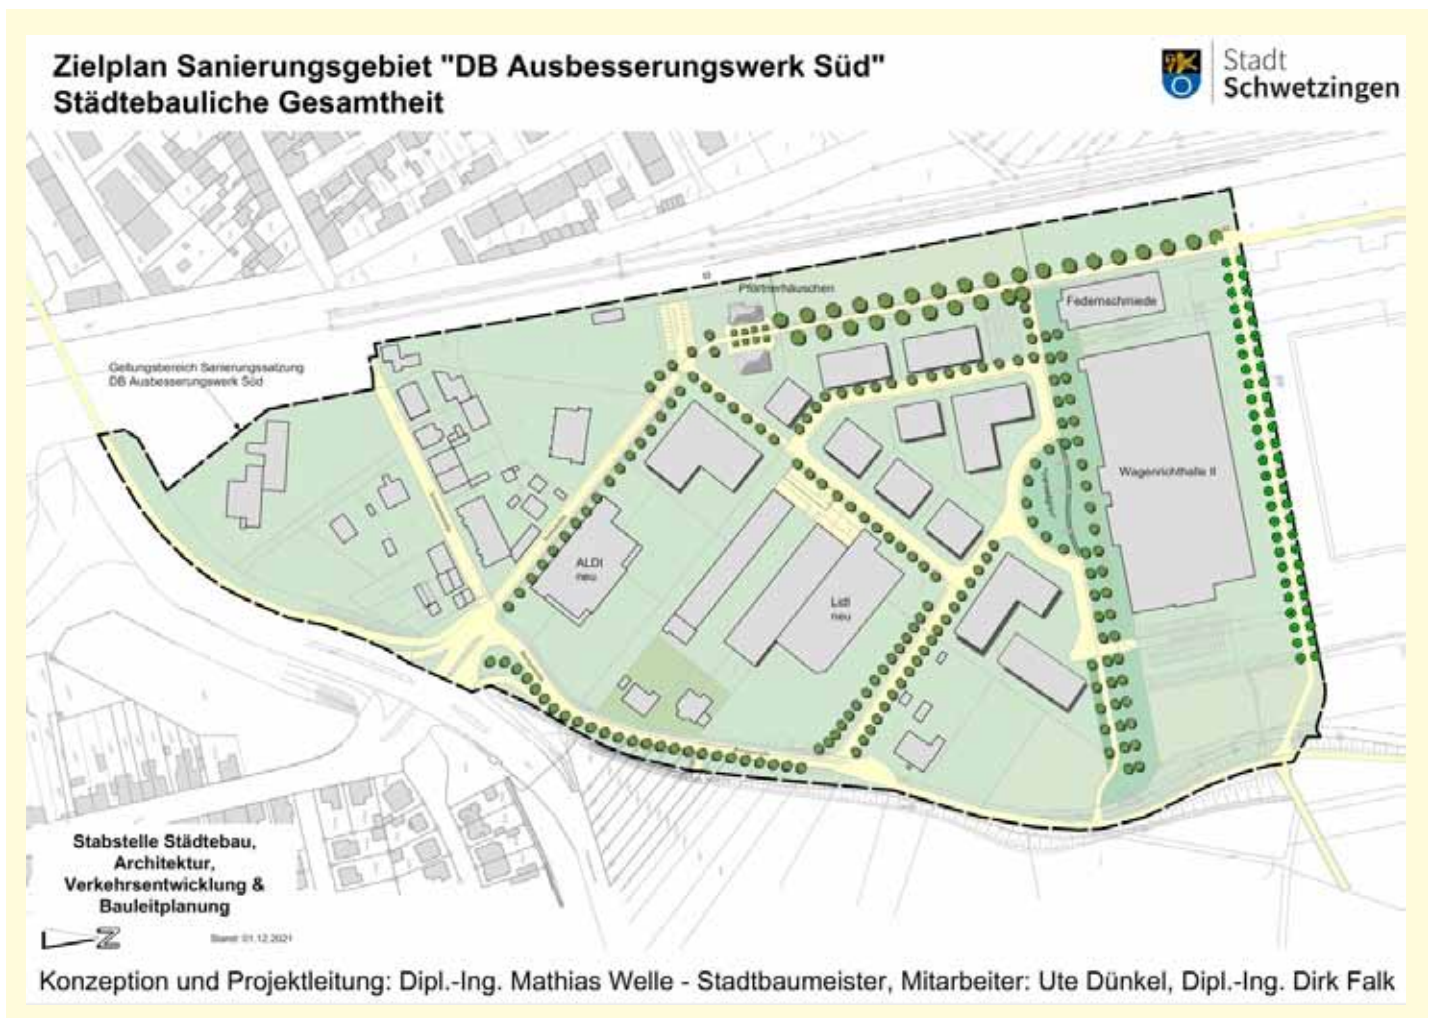 Zielplan Sanierungsgebiet "DB Ausbesserungswerk Süd"
Städtebauliche Gesamtheit
Stadt
Schwetzingen
Pförtnerhäuschen
Federnschmiede
Geltungsbereich Sanierungssatzung
DB Ausbesserungswerk Süd
Wagenrichthalle II
ALDI
neu
Lidl
neu
Stabstelle Städtebau,
Architektur,
Verkehrsentwicklung &
Bauleitplanung
Z
Stand: 01.12.2021
Konzeption und Projektleitung: Dipl.-Ing. Mathias Welle - Stadtbaumeister, Mitarbeiter: Ute Dünkel, Dipl.-Ing. Dirk Falk